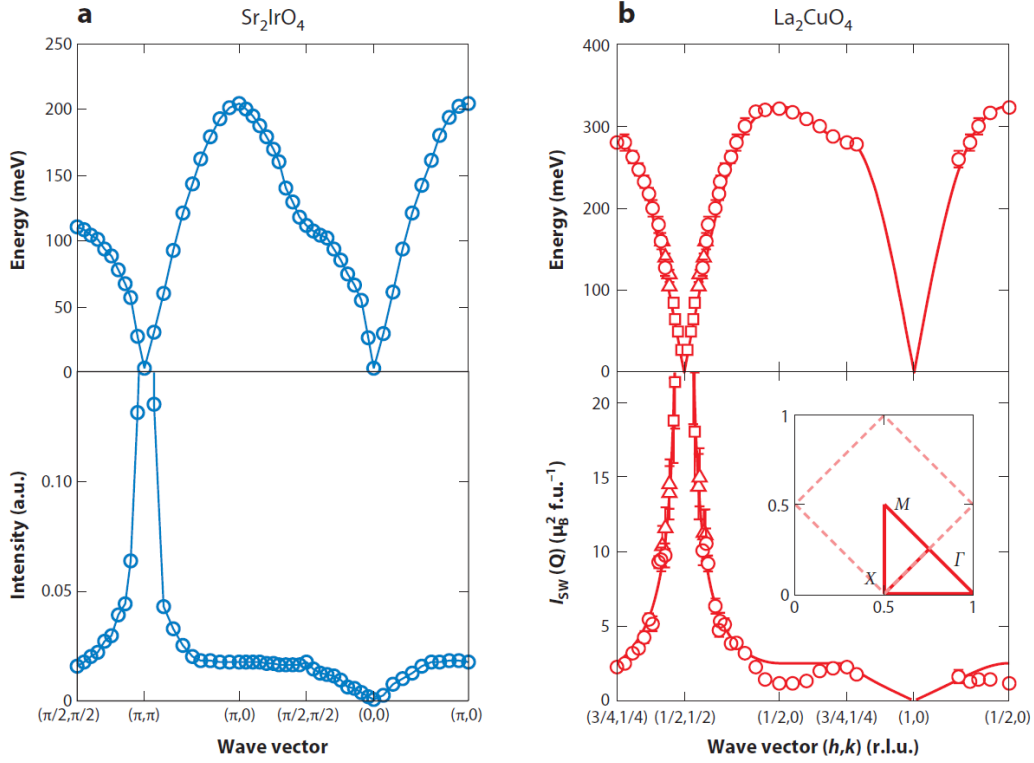 a Sr₂IrO₄
250
200
150
100
50
0
Energy (meV)
0.10
0.05
0
Intensity (a.u.)
(π/2,π/2) (π,π) (π,0) (π/2,π/2) (0,0) (π,0)
Wave vector
b La₂CuO₄
400
300
200
100
0
Energy (meV)
20
15
10
5
0
I_SW (Q) (μ_B² f.u.⁻¹)
1
0.5
0
0 0.5 1
M
Γ
X
(3/4,1/4) (1/2,1/2) (1/2,0) (3/4,1/4) (1,0) (1/2,0)
Wave vector (h,k) (r.l.u.)